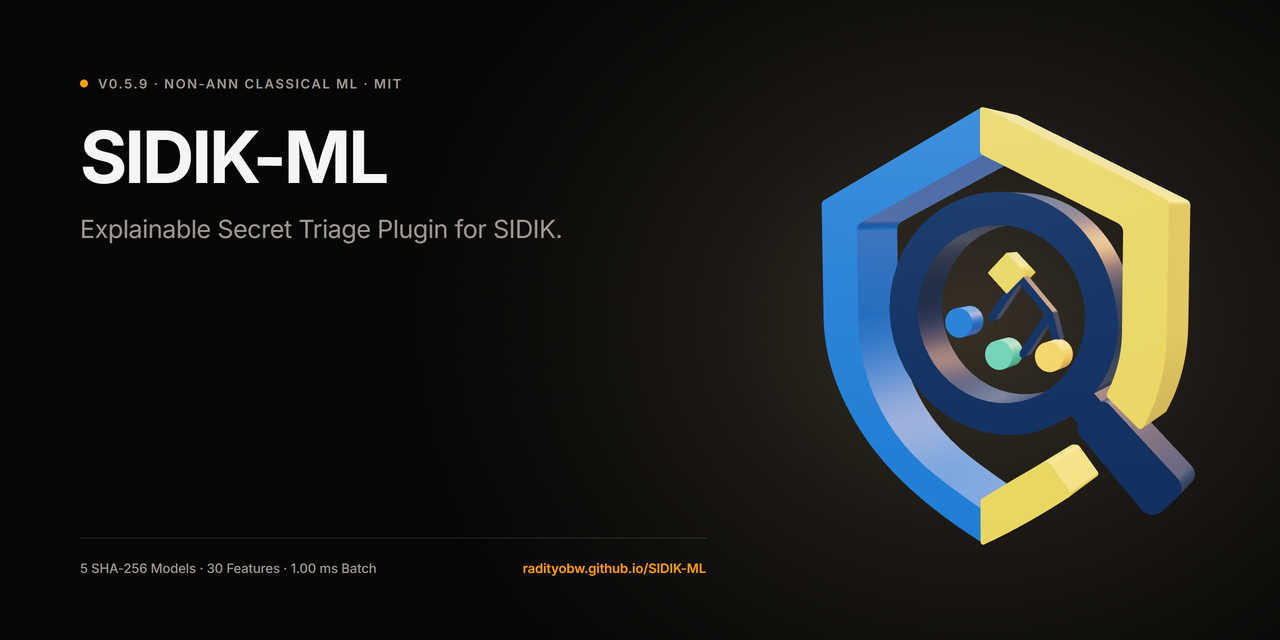 V0.5.9 · NON-ANN CLASSICAL ML · MIT
SIDIK-ML
Explainable Secret Triage Plugin for SIDIK.
5 SHA-256 Models · 30 Features · 1.00 ms Batch
radityobw.github.io/SIDIK-ML